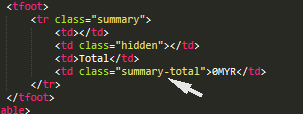 <tfoot>
<tr class="summary">
<td></td>
<td class="hidden"></td>
<td>Total</td>
<td class="summary-total">0MYR</td>
</tr>
</tfoot>
able>